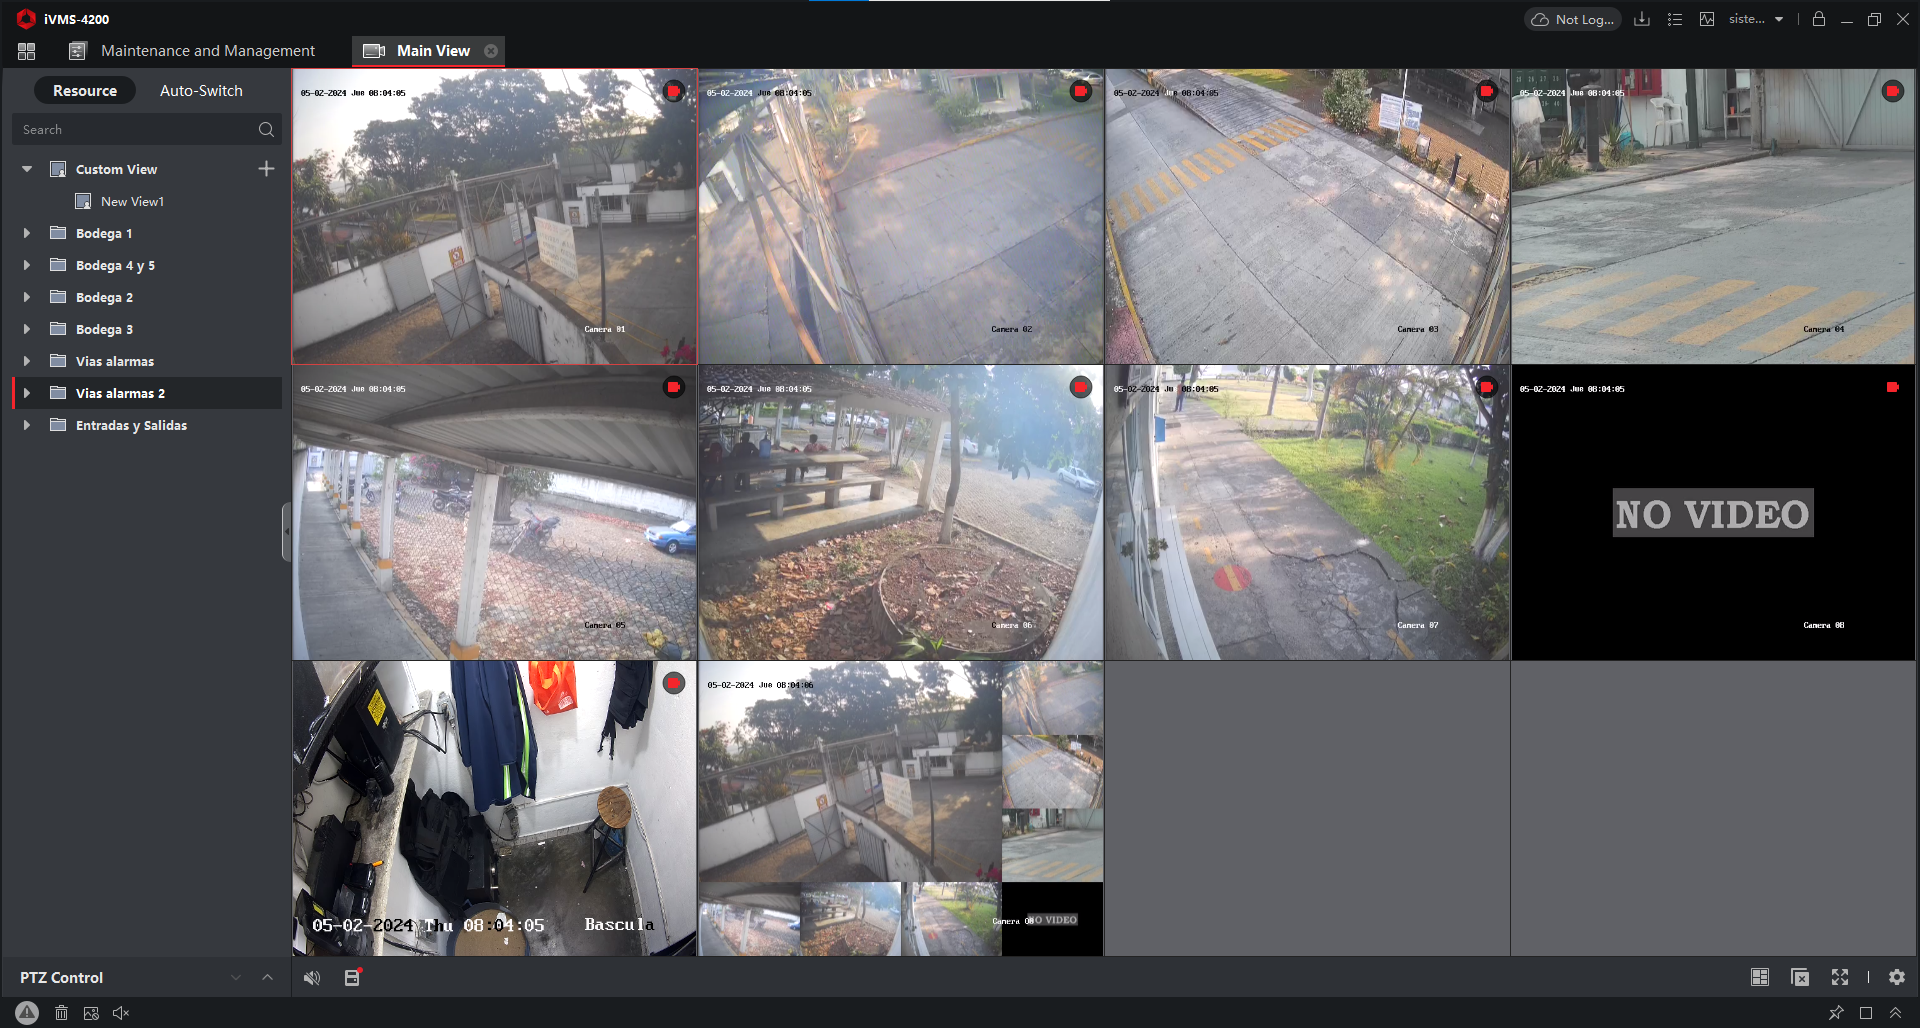 iVMS-4200
Not Log...
siste...
Maintenance and Management
Main View
Resource
Auto-Switch
Search
Custom View
New View1
Bodega 1
Bodega 4 y 5
Bodega 2
Bodega 3
Vias alarmas
Vias alarmas 2
Entradas y Salidas
PTZ Control
05-02-2024 Jue 08:04:05
Camera 01
05-02-2024 Jue 08:04:05
Camera 02
05-02-2024 Jue 08:04:05
Camera 03
05-02-2024 Jue 08:04:05
Camera 04
05-02-2024 Jue 08:04:05
Camera 05
05-02-2024 Jue 08:04:05
Camera 06
05-02-2024 Jue 08:04:05
Camera 07
05-02-2024 Jue 08:04:05
NO VIDEO
Camera 08
05-02-2024 Thu 08:04:05
Bascula
05-02-2024 Jue 08:04:06
NO VIDEO